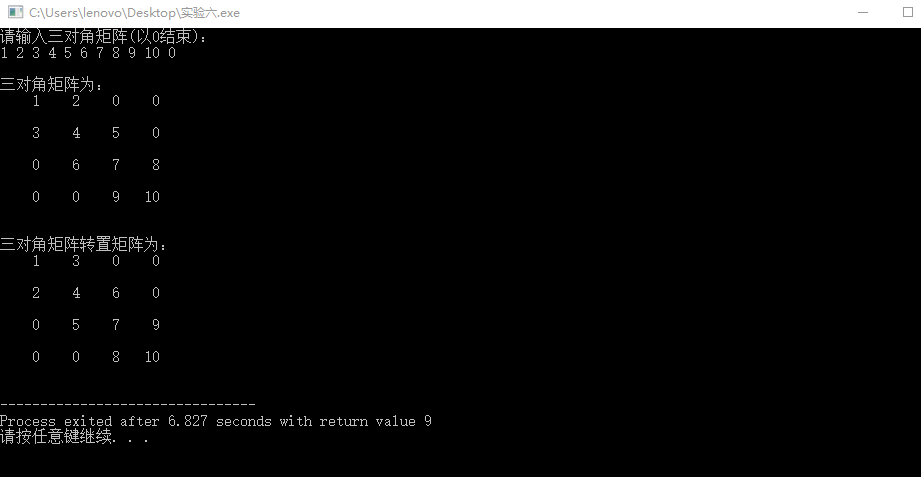 C:\Users\lenovo\Desktop\实验六.exe
请输入三对角矩阵(以0结束):
1 2 3 4 5 6 7 8 9 10 0
三对角矩阵为:
1 2 0 0
3 4 5 0
0 6 7 8
0 0 9 10
三对角矩阵转置矩阵为:
1 3 0 0
2 4 6 0
0 5 7 9
0 0 8 10
--------------------------------
Process exited after 6.827 seconds with return value 9
请按任意键继续. . .